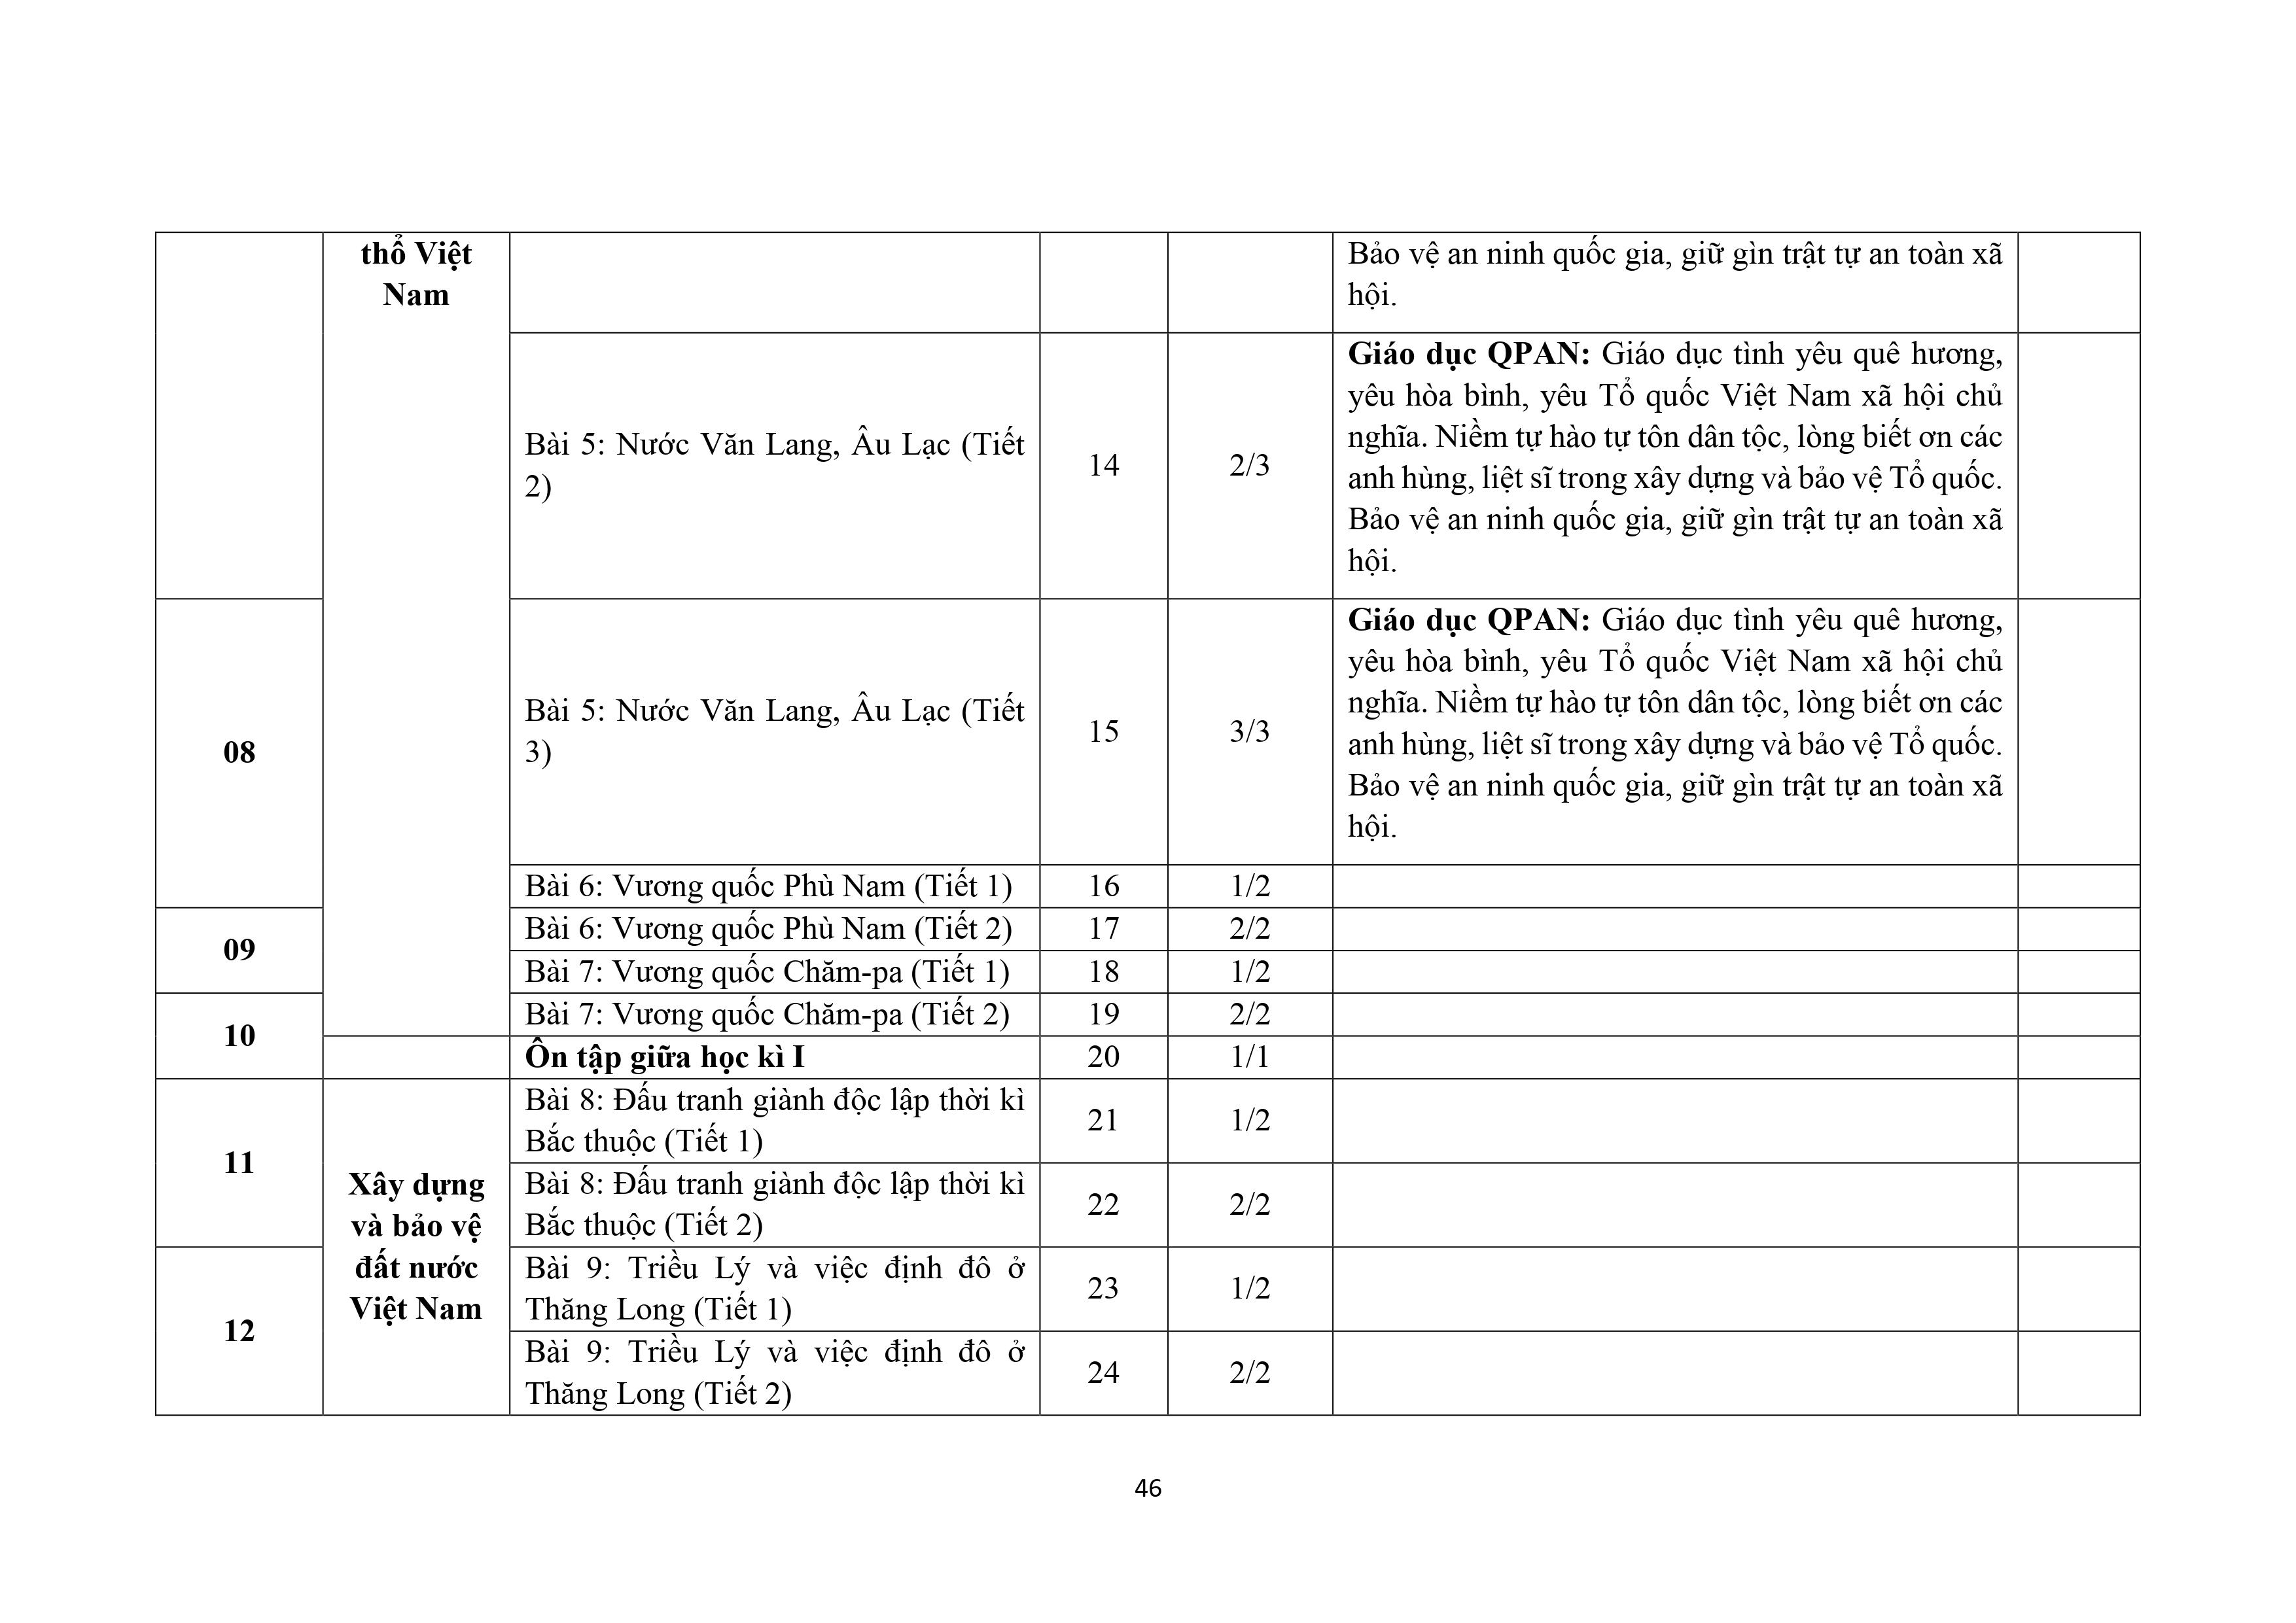 thổ Việt
Nam
Bảo vệ an ninh quốc gia, giữ gìn trật tự an toàn xã
hội.
Bài 5: Nước Văn Lang, Âu Lạc (Tiết
2)
14
2/3
Giáo dục QPAN: Giáo dục tình yêu quê hương,
yêu hòa bình, yêu Tổ quốc Việt Nam xã hội chủ
nghĩa. Niềm tự hào tự tôn dân tộc, lòng biết ơn các
anh hùng, liệt sĩ trong xây dựng và bảo vệ Tổ quốc.
Bảo vệ an ninh quốc gia, giữ gìn trật tự an toàn xã
hội.
08
Bài 5: Nước Văn Lang, Âu Lạc (Tiết
3)
15
3/3
Giáo dục QPAN: Giáo dục tình yêu quê hương,
yêu hòa bình, yêu Tổ quốc Việt Nam xã hội chủ
nghĩa. Niềm tự hào tự tôn dân tộc, lòng biết ơn các
anh hùng, liệt sĩ trong xây dựng và bảo vệ Tổ quốc.
Bảo vệ an ninh quốc gia, giữ gìn trật tự an toàn xã
hội.
Bài 6: Vương quốc Phù Nam (Tiết 1)
16
1/2
09
Bài 6: Vương quốc Phù Nam (Tiết 2)
17
2/2
Bài 7: Vương quốc Chăm-pa (Tiết 1)
18
1/2
10
Bài 7: Vương quốc Chăm-pa (Tiết 2)
19
2/2
Ôn tập giữa học kì I
20
1/1
11
Xây dựng
và bảo vệ
đất nước
Việt Nam
Bài 8: Đấu tranh giành độc lập thời kì
Bắc thuộc (Tiết 1)
21
1/2
Bài 8: Đấu tranh giành độc lập thời kì
Bắc thuộc (Tiết 2)
22
2/2
12
Bài 9: Triều Lý và việc định đô ở
Thăng Long (Tiết 1)
23
1/2
Bài 9: Triều Lý và việc định đô ở
Thăng Long (Tiết 2)
24
2/2
46